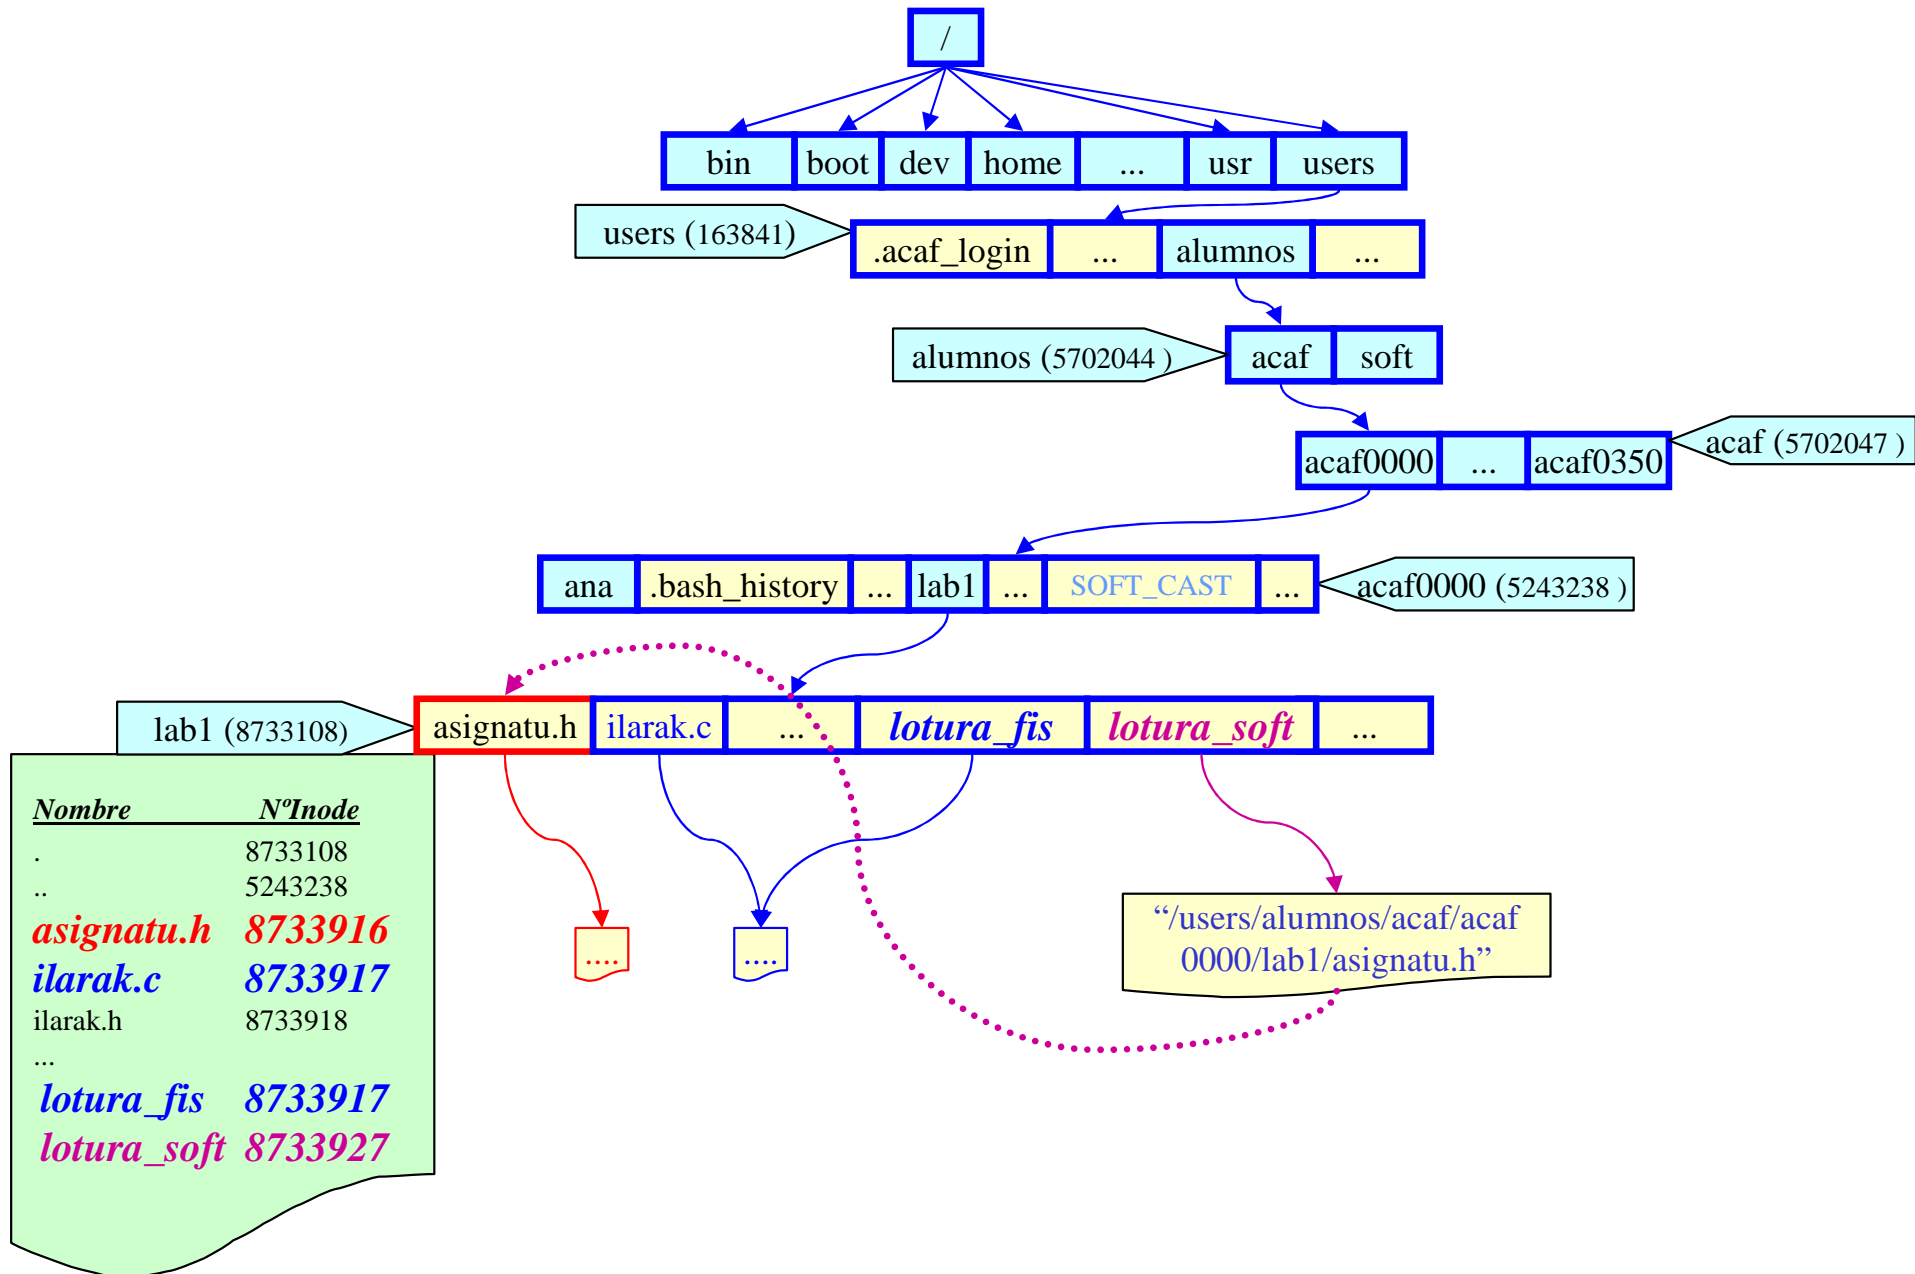 /
bin boot dev home ... usr users
users (163841)
.acaf_login ... alumnos ...
alumnos (5702044 )
acaf soft
acaf0000 ... acaf0350
acaf (5702047 )
ana .bash_history ... lab1 ... SOFT_CAST ...
acaf0000 (5243238 )
lab1 (8733108)
asignatu.h ilarak.c ... lotura_fis lotura_soft ...
Nombre NºInode
. 8733108
.. 5243238
asignatu.h 8733916
ilarak.c 8733917
ilarak.h 8733918
...
lotura_fis 8733917
lotura_soft 8733927
....
....
“/users/alumnos/acaf/acaf
0000/lab1/asignatu.h”